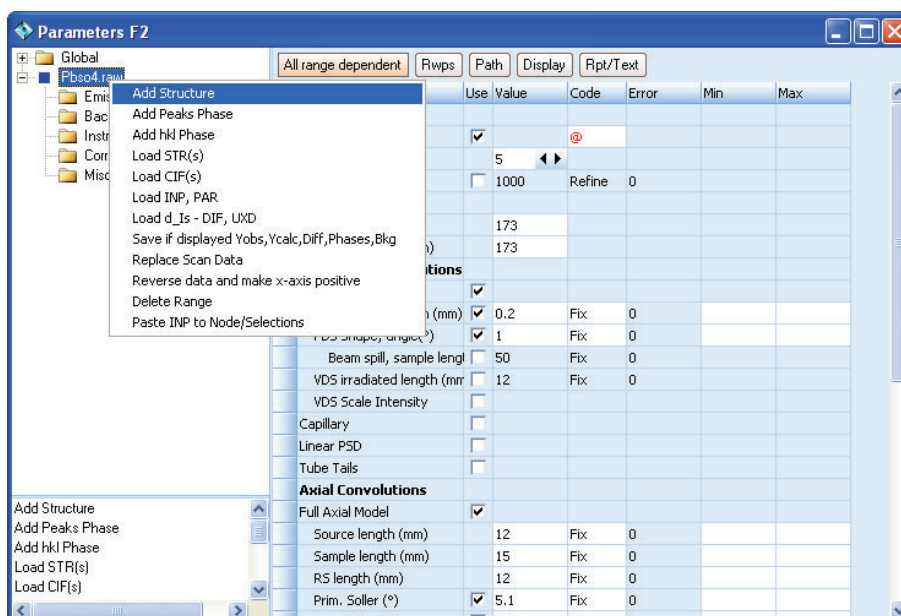 Parameters F2
Global
Pbso4.raw
Emis
Bac
Instr
Corr
Misc
Add Structure
Add Peaks Phase
Add hkl Phase
Load STR(s)
Load CIF(s)
Load INP, PAR
Load d_Is - DIF, UXD
Save if displayed Yobs,Ycalc,Diff,Phases,Bkg
Replace Scan Data
Reverse data and make x-axis positive
Delete Range
Paste INP to Node/Selections
All range dependent Rwps Path Display Rpt/Text
Use Value Code Error Min Max
@
5
1000 Refine 0
173
) 173
tions
(mm) 0.2 Fix 0
FDS Shape, angle(°) 1 Fix 0
Beam spill, sample lengt 50 Fix 0
VDS irradiated length (mm 12 Fix 0
VDS Scale Intensity
Capillary
Linear PSD
Tube Tails
Axial Convolutions
Full Axial Model
Source length (mm) 12 Fix 0
Sample length (mm) 15 Fix 0
RS length (mm) 12 Fix 0
Prim. Soller (°) 5.1 Fix 0
Add Structure
Add Peaks Phase
Add hkl Phase
Load STR(s)
Load CIF(s)